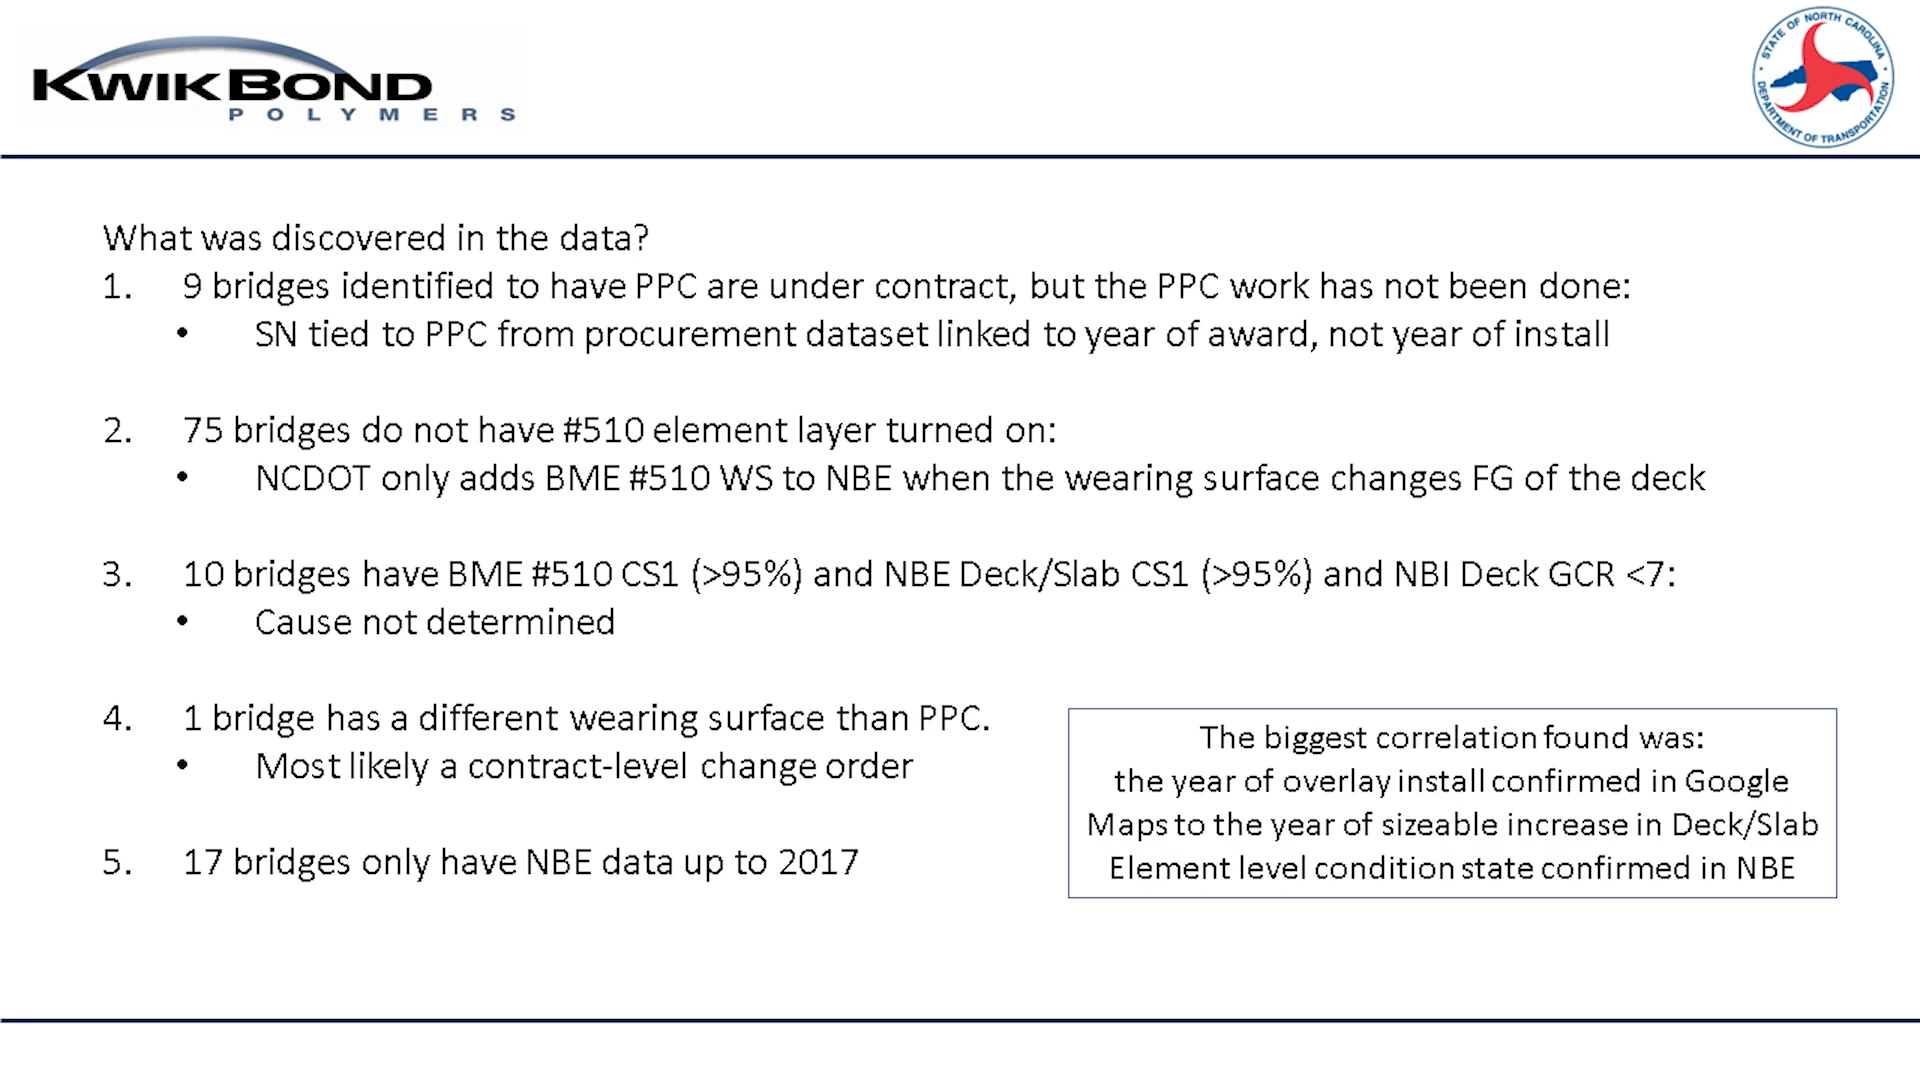 KWIKBOND
POLYMERS
STATE OF NORTH CAROLINA
DEPARTMENT OF TRANSPORTATION
What was discovered in the data?
1. 9 bridges identified to have PPC are under contract, but the PPC work has not been done:
• SN tied to PPC from procurement dataset linked to year of award, not year of install
2. 75 bridges do not have #510 element layer turned on:
• NCDOT only adds BME #510 WS to NBE when the wearing surface changes FG of the deck
3. 10 bridges have BME #510 CS1 (>95%) and NBE Deck/Slab CS1 (>95%) and NBI Deck GCR <7:
• Cause not determined
4. 1 bridge has a different wearing surface than PPC.
• Most likely a contract-level change order
5. 17 bridges only have NBE data up to 2017
The biggest correlation found was:
the year of overlay install confirmed in Google
Maps to the year of sizeable increase in Deck/Slab
Element level condition state confirmed in NBE